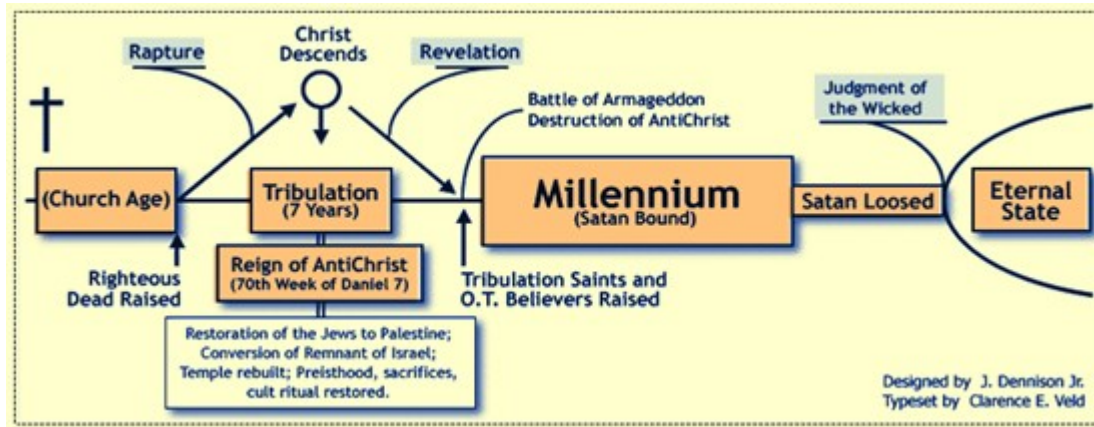 Rapture
Christ
Descends
Revelation
Battle of Armageddon
Destruction of AntiChrist
Judgment of
the Wicked
(Church Age)
Tribulation
(7 Years)
Millennium
(Satan Bound)
Satan Loosed
Eternal
State
Righteous
Dead Raised
Reign of AntiChrist
(70th Week of Daniel 7)
Tribulation Saints and
O.T. Believers Raised
Restoration of the Jews to Palestine;
Conversion of Remnant of Israel;
Temple rebuilt; Preisthood, sacrifices,
cult ritual restored.
Designed by J. Dennison Jr.
Typeset by Clarence E. Veld